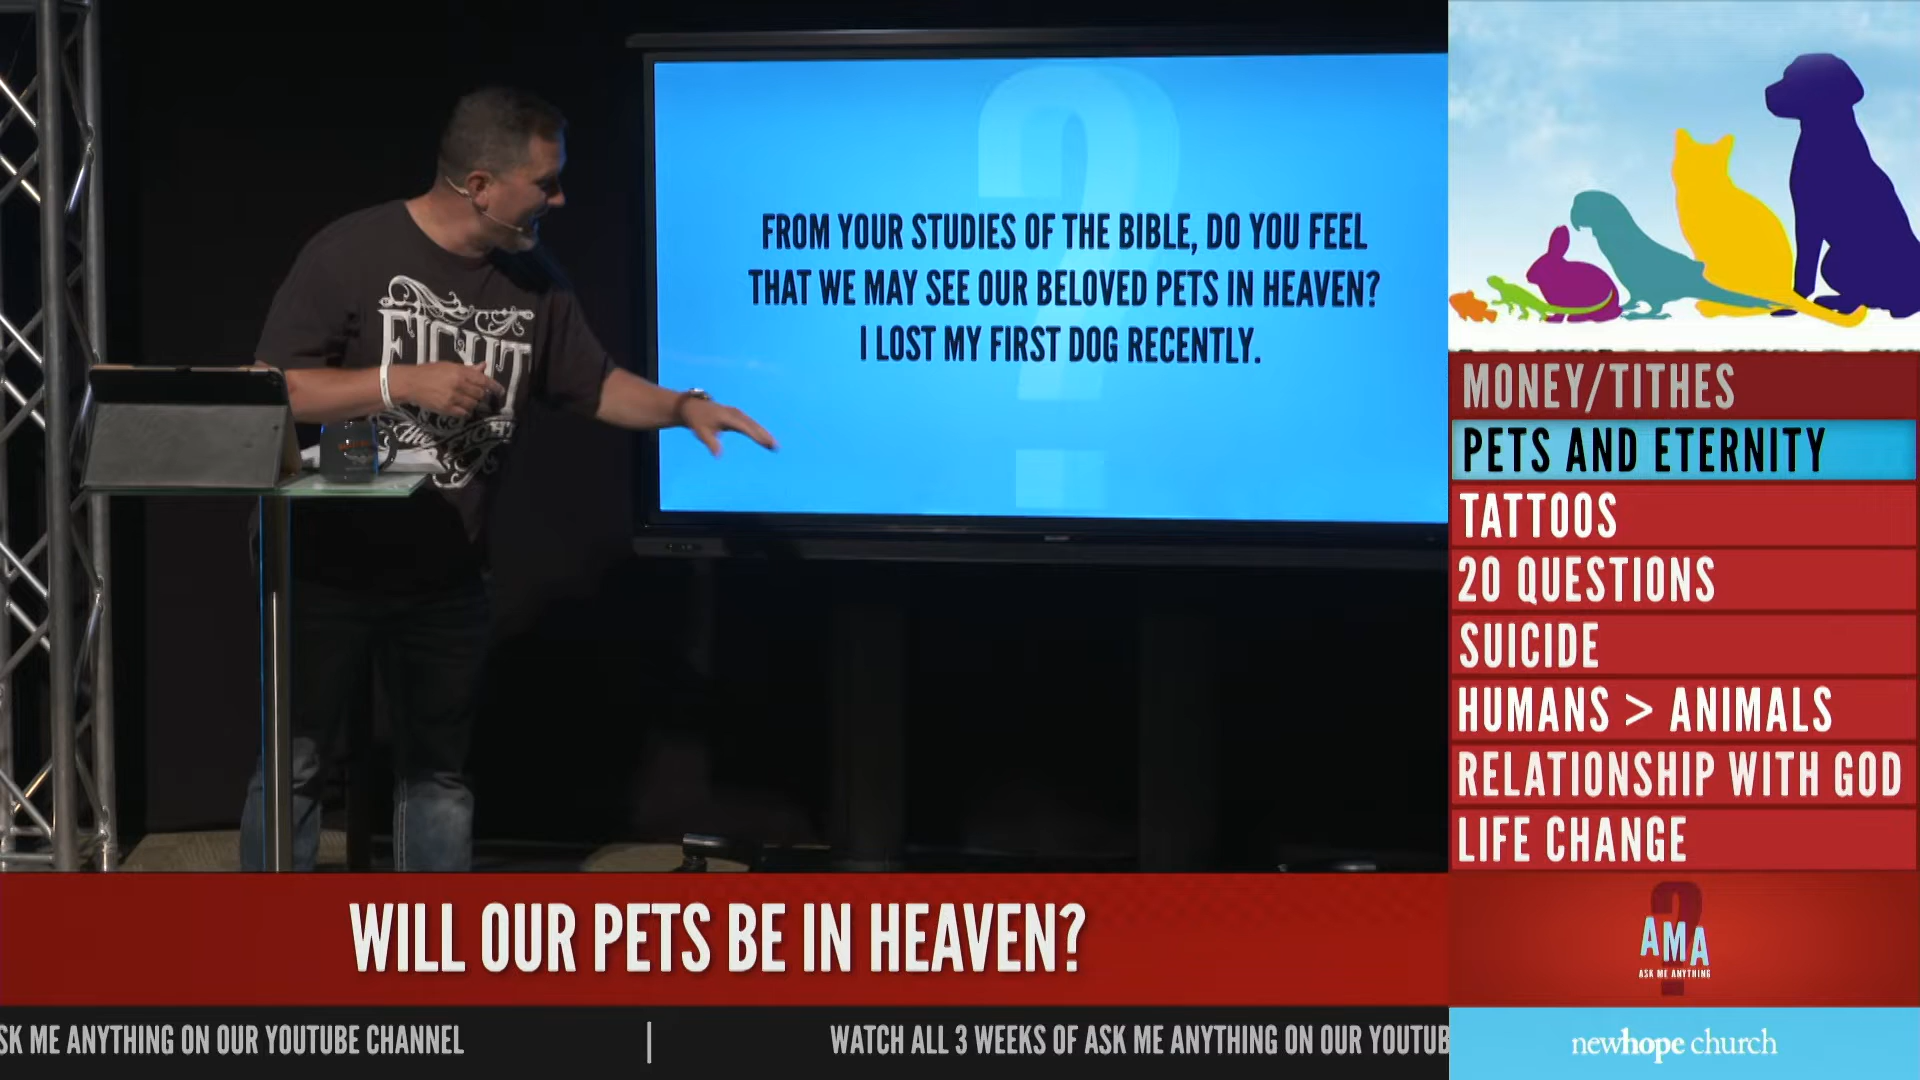 FROM YOUR STUDIES OF THE BIBLE, DO YOU FEEL
THAT WE MAY SEE OUR BELOVED PETS IN HEAVEN?
I LOST MY FIRST DOG RECENTLY.
FIGHT
the FIGHT
MONEY/TITHES
PETS AND ETERNITY
TATTOOS
20 QUESTIONS
SUICIDE
HUMANS > ANIMALS
RELATIONSHIP WITH GOD
LIFE CHANGE
?
AMA
ASK ME ANYTHING
WILL OUR PETS BE IN HEAVEN?
SK ME ANYTHING ON OUR YOUTUBE CHANNEL | WATCH ALL 3 WEEKS OF ASK ME ANYTHING ON OUR YOUTUB
newhope church